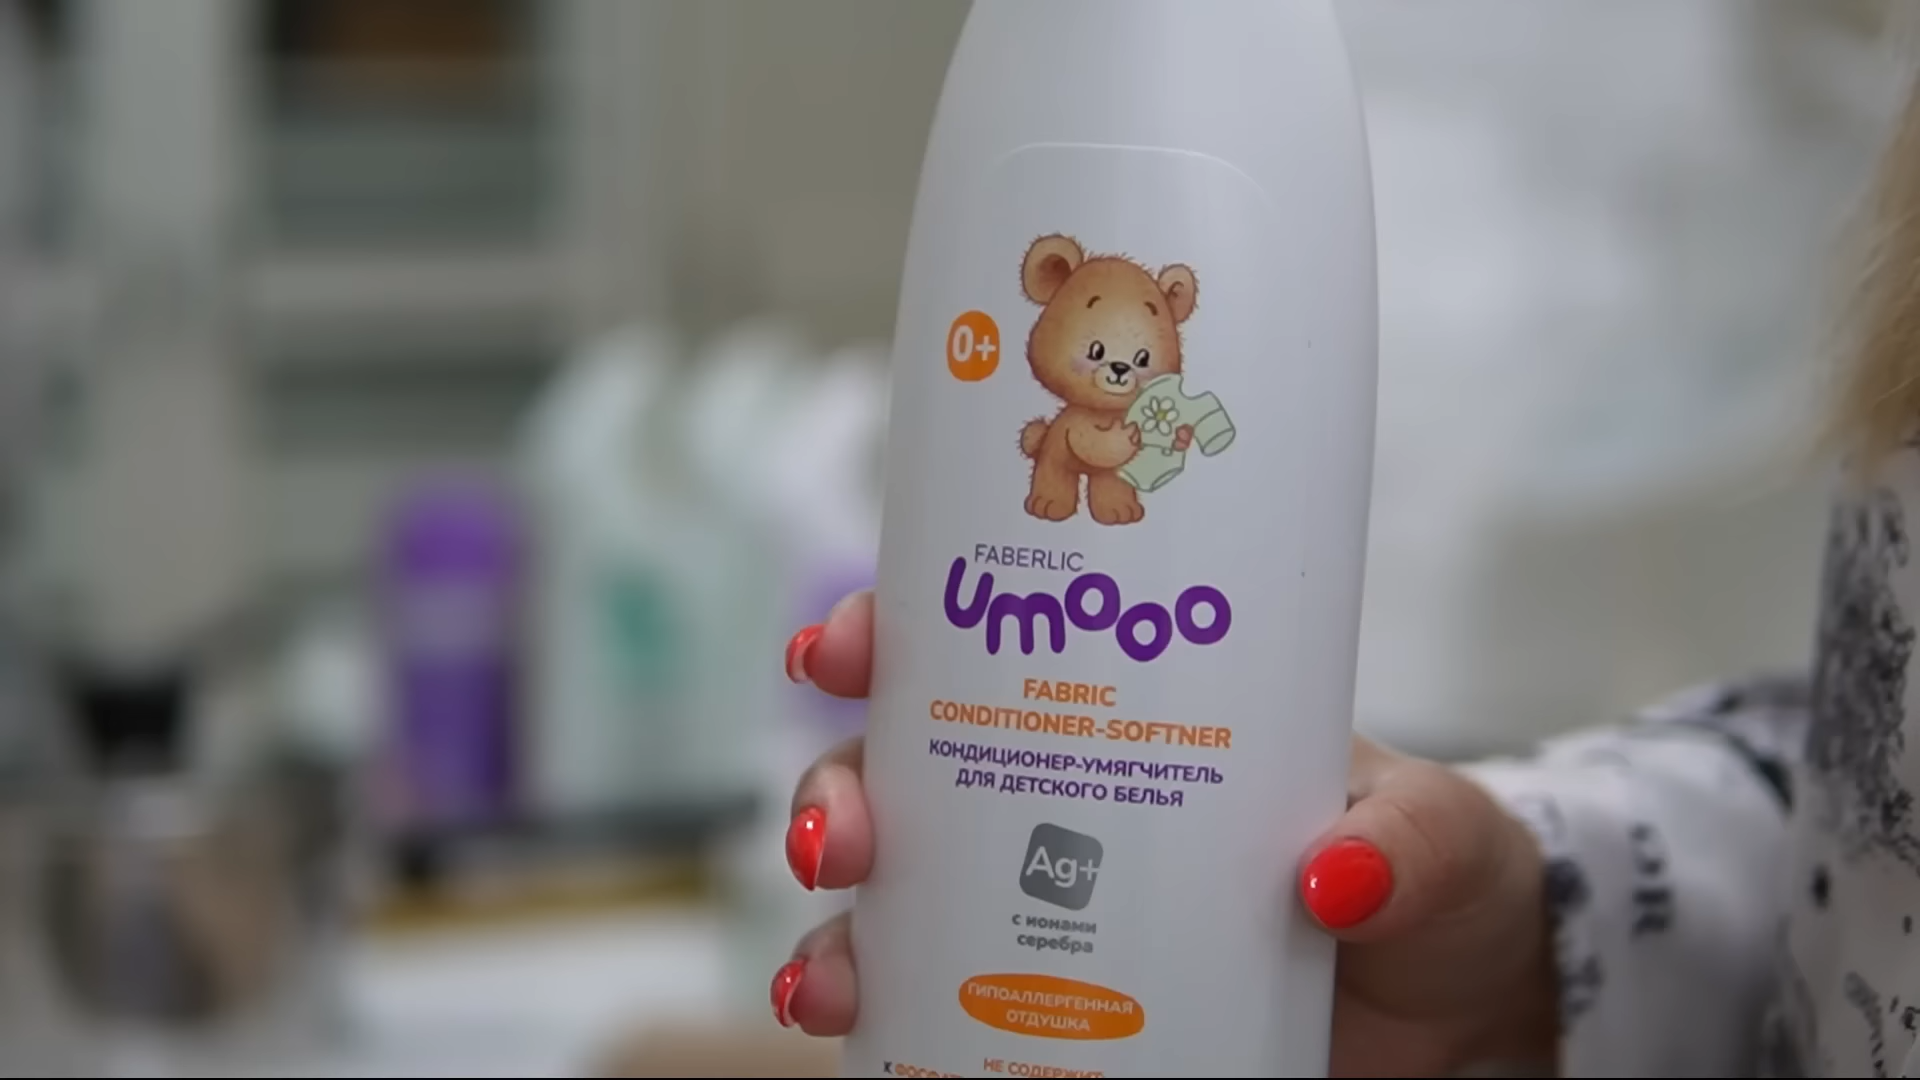 0+
FABERLIC
Umooo
FABRIC
CONDITIONER-SOFTNER
КОНДИЦИОНЕР-УМЯГЧИТЕЛЬ
ДЛЯ ДЕТСКОГО БЕЛЬЯ
Ag+
с ионами
серебра
ГИПОАЛЛЕРГЕННАЯ
ОТДУШКА
НЕ СОДЕРЖИТ: